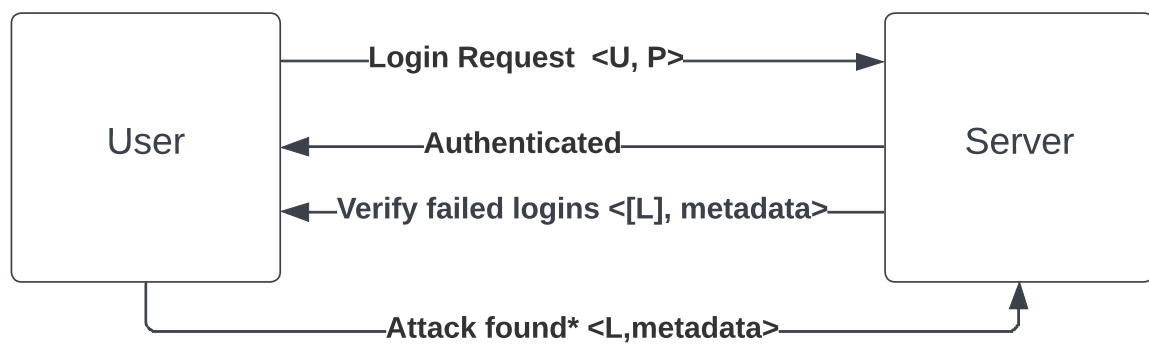 Login Request <U, P>
User
Authenticated
Server
Verify failed logins <[L], metadata>
Attack found* <L,metadata>